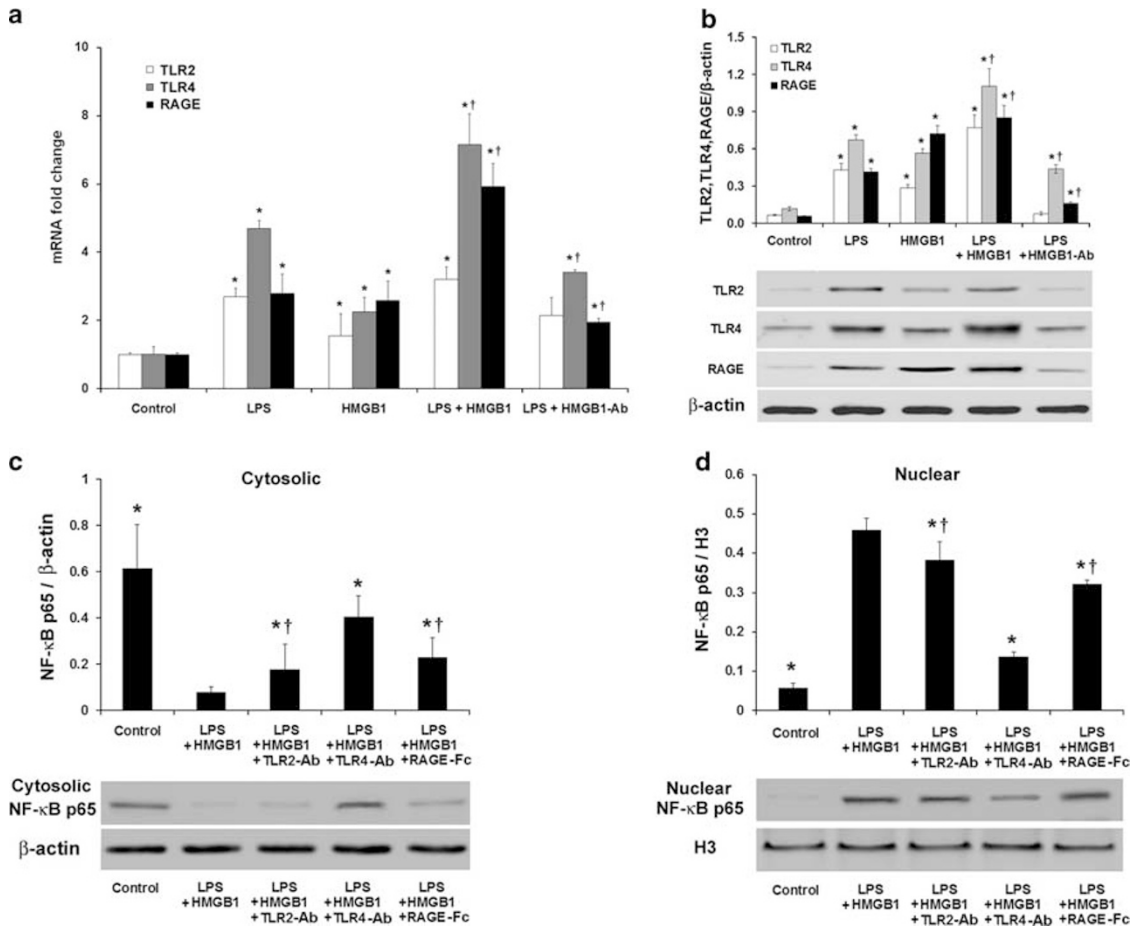 a
mRNA fold change
10
8
6
4
2
0
TLR2
TLR4
RAGE
*
*
*
*
*
*
*
*†
*†
*†
*†
Control
LPS
HMGB1
LPS + HMGB1
LPS + HMGB1-Ab
b
TLR2,TLR4,RAGE/β-actin
1.5
1.2
0.9
0.6
0.3
0.0
TLR2
TLR4
RAGE
*
*
*
*
*
*
*
*†
*†
*†
*†
Control
LPS
HMGB1
LPS
+ HMGB1
LPS
+HMGB1-Ab
TLR2
TLR4
RAGE
β-actin
c
Cytosolic
NF-κB p65 / β-actin
1
0.8
0.6
0.4
0.2
0
*
*†
*
*†
Control
LPS
+HMGB1
LPS
+HMGB1
+TLR2-Ab
LPS
+HMGB1
+TLR4-Ab
LPS
+HMGB1
+RAGE-Fc
Cytosolic
NF-κB p65
β-actin
Control
LPS
+HMGB1
LPS
+HMGB1
+TLR2-Ab
LPS
+HMGB1
+TLR4-Ab
LPS
+HMGB1
+RAGE-Fc
d
Nuclear
NF-κB p65 / H3
0.6
0.5
0.4
0.3
0.2
0.1
0
*
*†
*
*†
Control
LPS
+HMGB1
LPS
+HMGB1
+TLR2-Ab
LPS
+HMGB1
+TLR4-Ab
LPS
+HMGB1
+RAGE-Fc
Nuclear
NF-κB p65
H3
Control
LPS
+HMGB1
LPS
+HMGB1
+TLR2-Ab
LPS
+HMGB1
+TLR4-Ab
LPS
+HMGB1
+RAGE-Fc